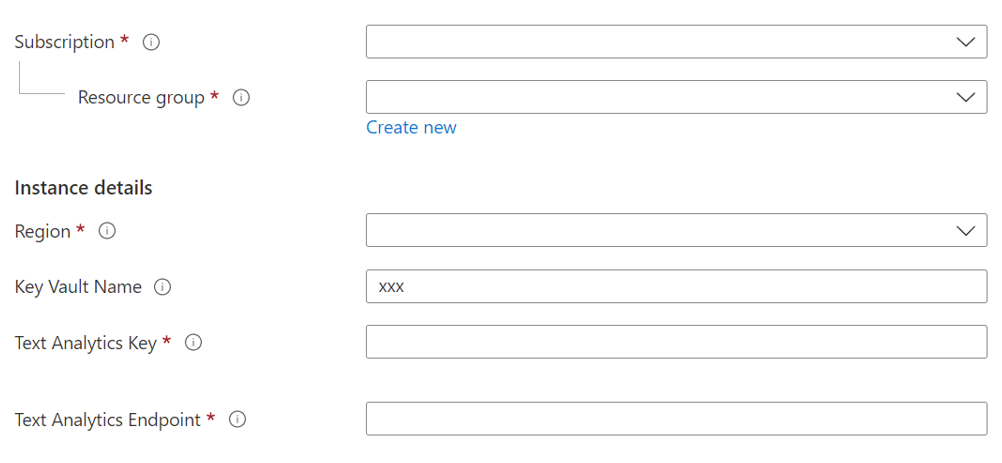 Subscription *
Resource group *
Create new
Instance details
Region *
Key Vault Name xxx
Text Analytics Key *
Text Analytics Endpoint *